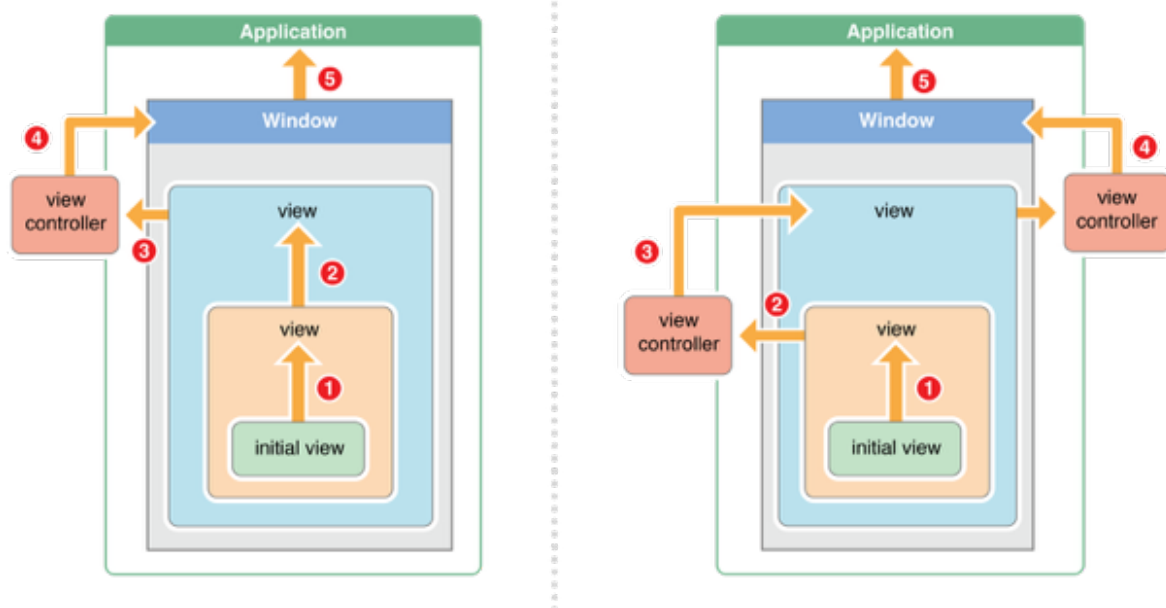 Application
5
Window
4
view
controller
view
3
2
view
1
initial view
Application
5
Window
4
view
controller
view
3
2
view
controller
view
1
initial view